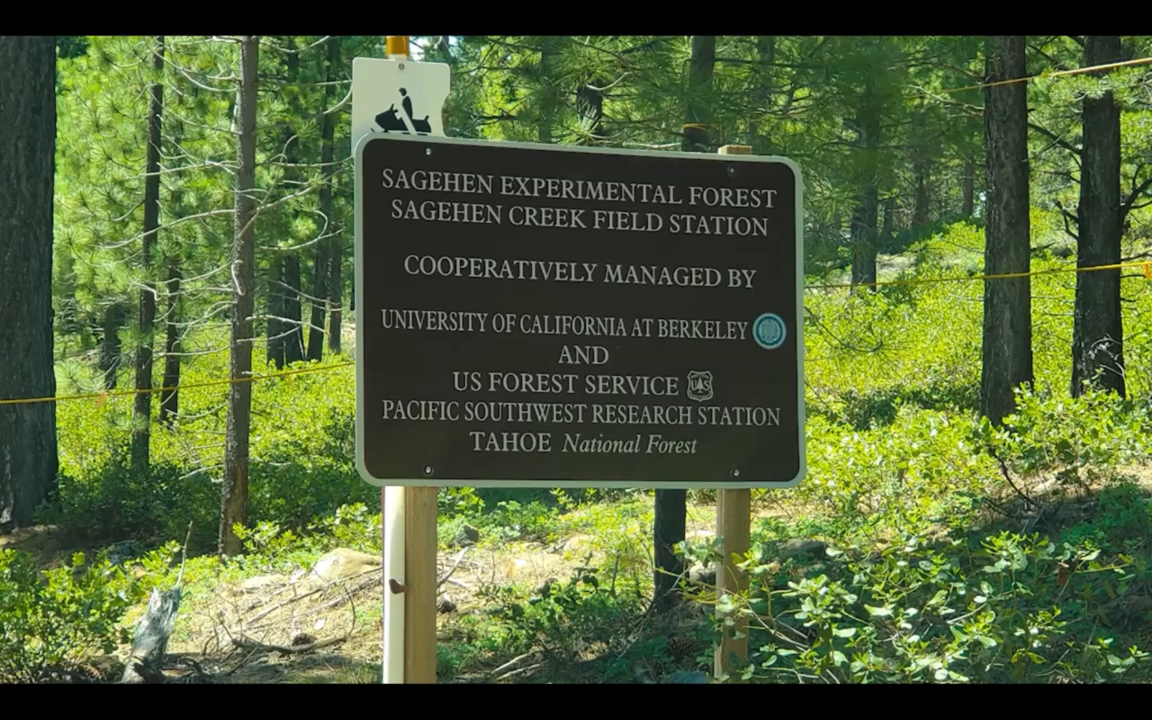 SAGEHEN EXPERIMENTAL FOREST
SAGEHEN CREEK FIELD STATION
COOPERATIVELY MANAGED BY
UNIVERSITY OF CALIFORNIA AT BERKELEY
AND
US FOREST SERVICE
PACIFIC SOUTHWEST RESEARCH STATION
TAHOE National Forest